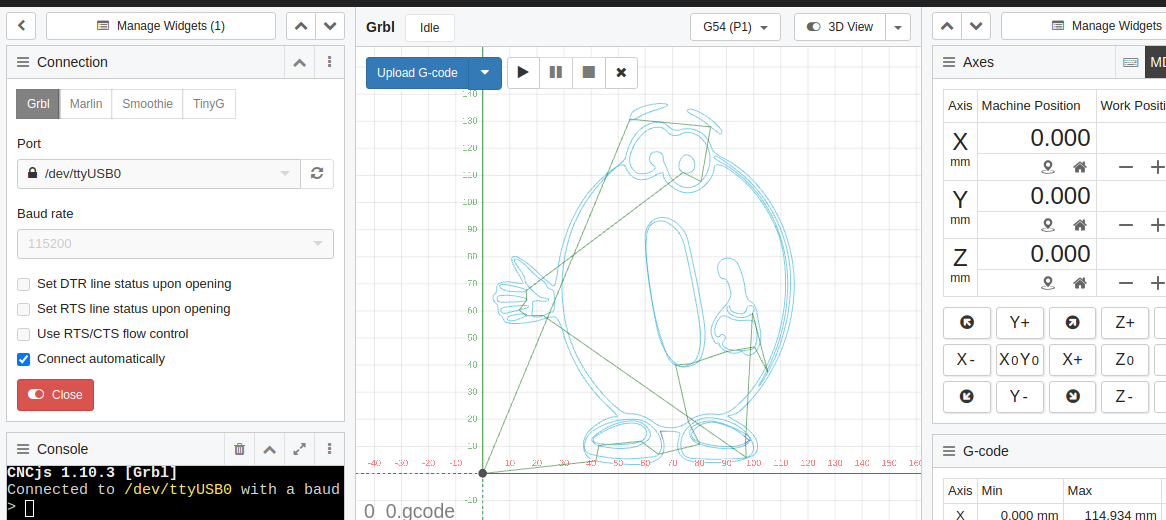 Manage Widgets (1)
Connection
Grbl Marlin Smoothie TinyG
Port
/dev/ttyUSB0
Baud rate
115200
Set DTR line status upon opening
Set RTS line status upon opening
Use RTS/CTS flow control
Connect automatically
Close
Console
CNCjs 1.10.3 [Grbl]
Connected to /dev/ttyUSB0 with a baud
>
Grbl Idle G54 (P1) 3D View
Upload G-code
140
130
120
110
100
90
80
70
60
50
40
30
20
10
-40 -30 -20 -10 10 20 30 40 50 60 70 80 90 100 110 120 130 140 150 160
-10
0_0.gcode
Manage Widgets
Axes MD
Axis Machine Position Work Positi
X mm 0.000
Y mm 0.000
Z mm 0.000
Y+ Z+
X- X0Y0 X+ Z0
Y- Z-
G-code
Axis Min Max
X 0.000 mm 114.934 mm